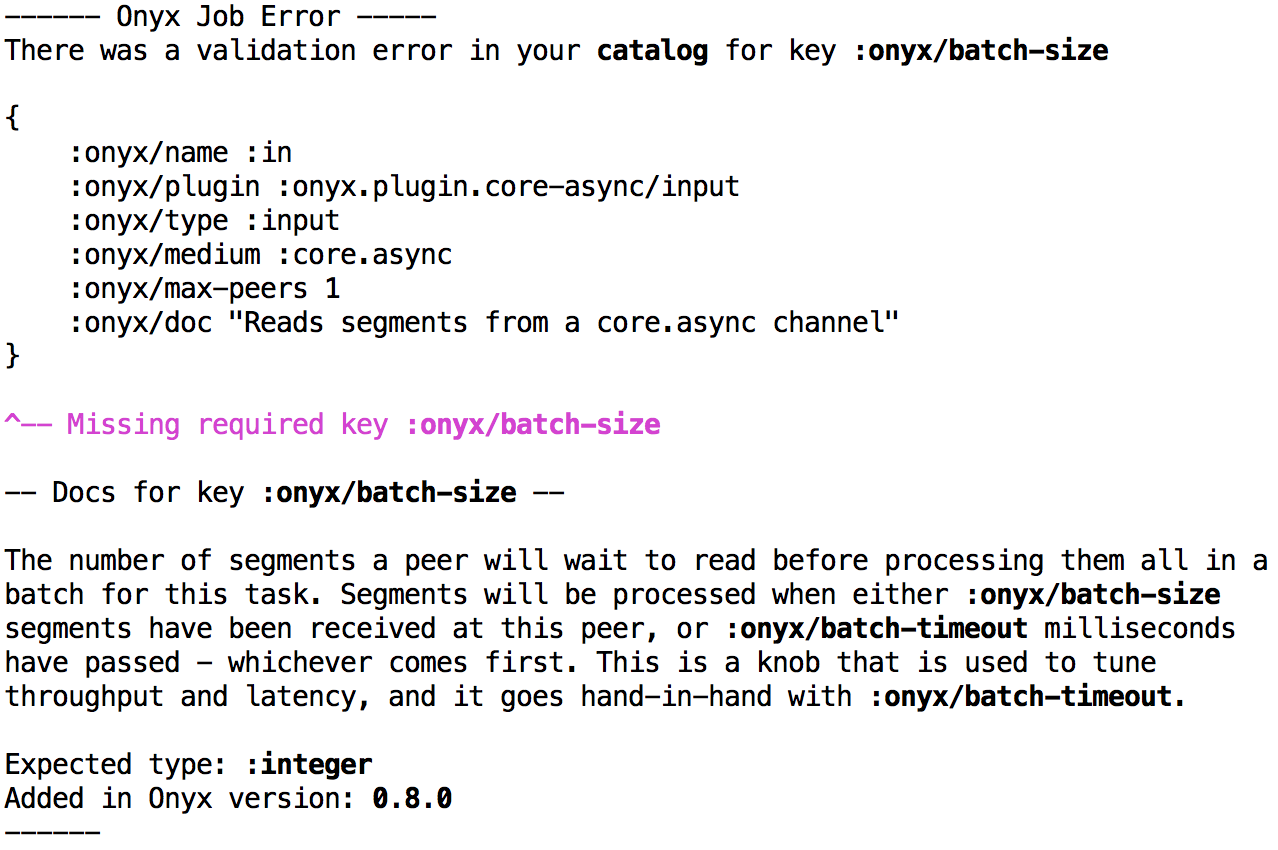 ------ Onyx Job Error -----
There was a validation error in your catalog for key :onyx/batch-size
{
:onyx/name :in
:onyx/plugin :onyx.plugin.core-async/input
:onyx/type :input
:onyx/medium :core.async
:onyx/max-peers 1
:onyx/doc "Reads segments from a core.async channel"
}
^-- Missing required key :onyx/batch-size
-- Docs for key :onyx/batch-size --
The number of segments a peer will wait to read before processing them all in a
batch for this task. Segments will be processed when either :onyx/batch-size
segments have been received at this peer, or :onyx/batch-timeout milliseconds
have passed - whichever comes first. This is a knob that is used to tune
throughput and latency, and it goes hand-in-hand with :onyx/batch-timeout.
Expected type: :integer
Added in Onyx version: 0.8.0
------